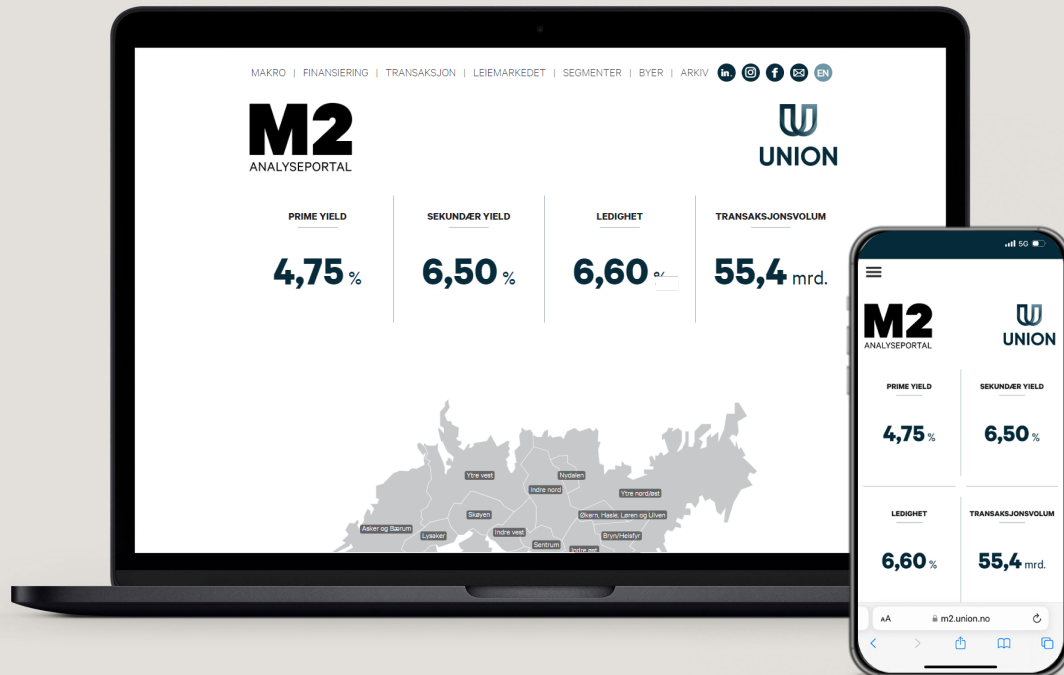 MAKRO | FINANSIERING | TRANSAKSJON | LEIEMARKEDET | SEGMENTER | BYER | ARKIV in. f EN
M2
ANALYSEPORTAL
UNION
PRIME YIELD
SEKUNDÆR YIELD
LEDIGHET
TRANSAKSJONSVOLUM
4,75 %
6,50 %
6,60 %
55,4 mrd.
Ytre vest
Nydalen
Indre nord
Ytre nord/øst
Skøyen
Økern, Hasle, Løren og Ulven
Asker og Bærum
Lysaker
Indre vest
Bryn/Helsfyr
Sentrum
Indre øst
5G
M2
ANALYSEPORTAL
UNION
PRIME YIELD
SEKUNDÆR YIELD
4,75 %
6,50 %
LEDIGHET
TRANSAKSJONSVOLUM
6,60 %
55,4 mrd.
AA m2.union.no